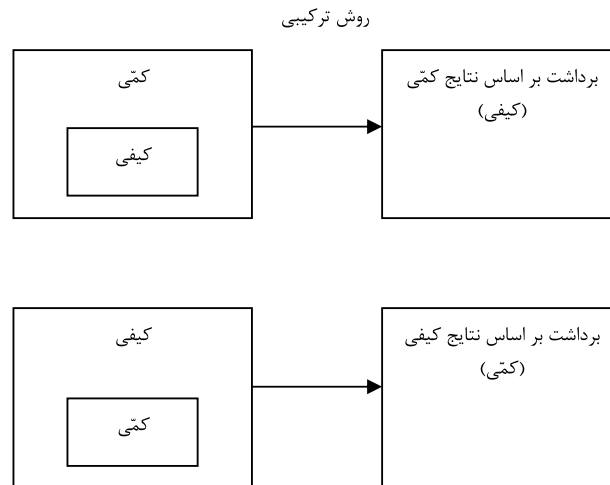 روش ترکیبی
کمّی
کیفی
برداشت بر اساس نتایج کمّی
(کیفی)
کیفی
کمّی
برداشت بر اساس نتایج کیفی
(کمّی)